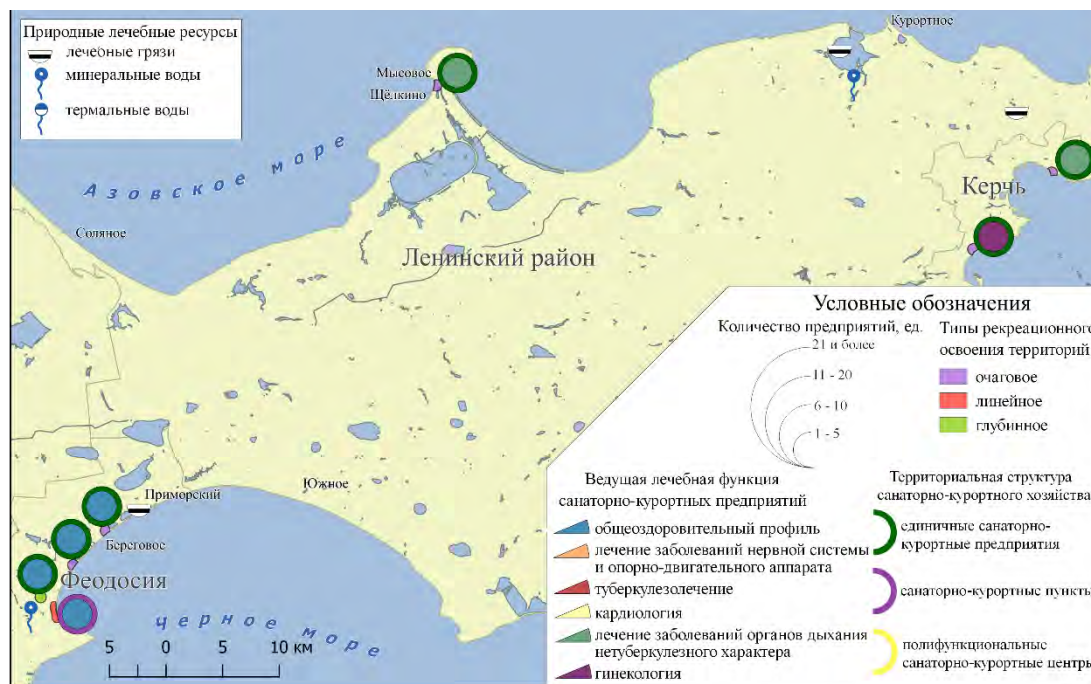 Природные лечебные ресурсы
лечебные грязи
минеральные воды
термальные воды
Курортное
Мысовое
Щёлкино
Азовское море
Керчь
Соляное
Ленинский район
Условные обозначения
Количество предприятий, ед.
21 и более
11 - 20
6 - 10
1 - 5
Типы рекреационного
освоения территорий
очаговое
линейное
глубинное
Южное
Приморский
Береговое
Феодосия
Черное море
5 0 5 10 км
Ведущая лечебная функция
санаторно-курортных предприятий
общеоздоровительный профиль
лечение заболеваний нервной системы
и опорно-двигательного аппарата
туберкулезолечение
кардиология
лечение заболеваний органов дыхания
нетуберкулезного характера
гинекология
Территориальная структура
санаторно-курортного хозяйства
единичные санаторно-
курортные предприятия
санаторно-курортные пункты
полифункциональные
санаторно-курортные центры